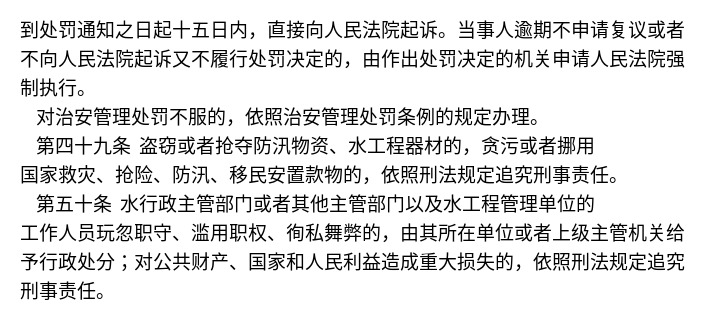 到处罚通知之日起十五日内，直接向人民法院起诉。当事人逾期不申请复议或者
不向人民法院起诉又不履行处罚决定的，由作出处罚决定的机关申请人民法院强
制执行。
对治安管理处罚不服的，依照治安管理处罚条例的规定办理。
第四十九条 盗窃或者抢夺防汛物资、水工程器材的，贪污或者挪用
国家救灾、抢险、防汛、移民安置款物的，依照刑法规定追究刑事责任。
第五十条 水行政主管部门或者其他主管部门以及水工程管理单位的
工作人员玩忽职守、滥用职权、徇私舞弊的，由其所在单位或者上级主管机关给
予行政处分；对公共财产、国家和人民利益造成重大损失的，依照刑法规定追究
刑事责任。